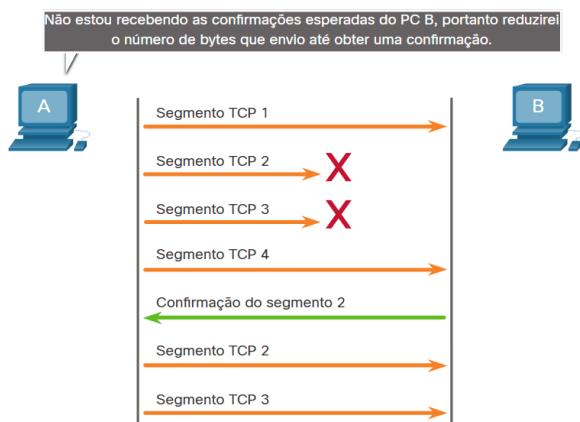 Não estou recebendo as confirmações esperadas do PC B, portanto reduzirei
o número de bytes que envio até obter uma confirmação.
A
B
Segmento TCP 1
Segmento TCP 2
X
Segmento TCP 3
X
Segmento TCP 4
Confirmação do segmento 2
Segmento TCP 2
Segmento TCP 3